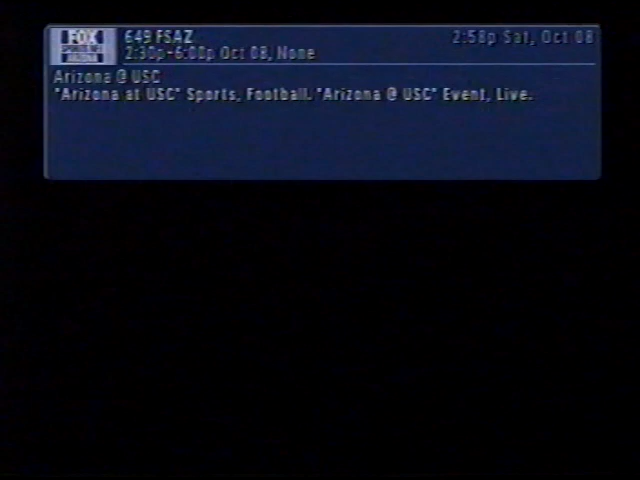 FOX
SPORTS NET
ARIZONA
649 FSAZ
2:58p Sat, Oct 08
2:30p-6:00p Oct 08, None
Arizona @ USC
"Arizona at USC" Sports, Football. "Arizona @ USC" Event, Live.